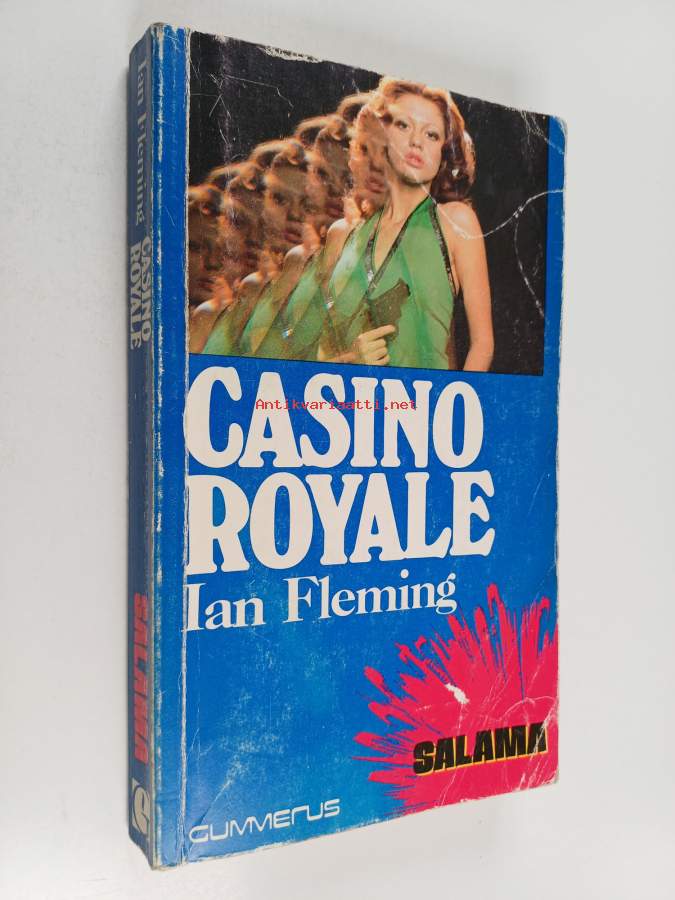 Ian Fleming CASINO ROYALE SALAMA
Antikvariaatti.net
CASINO
ROYALE
Ian Fleming
SALAMA
GUMMERUS